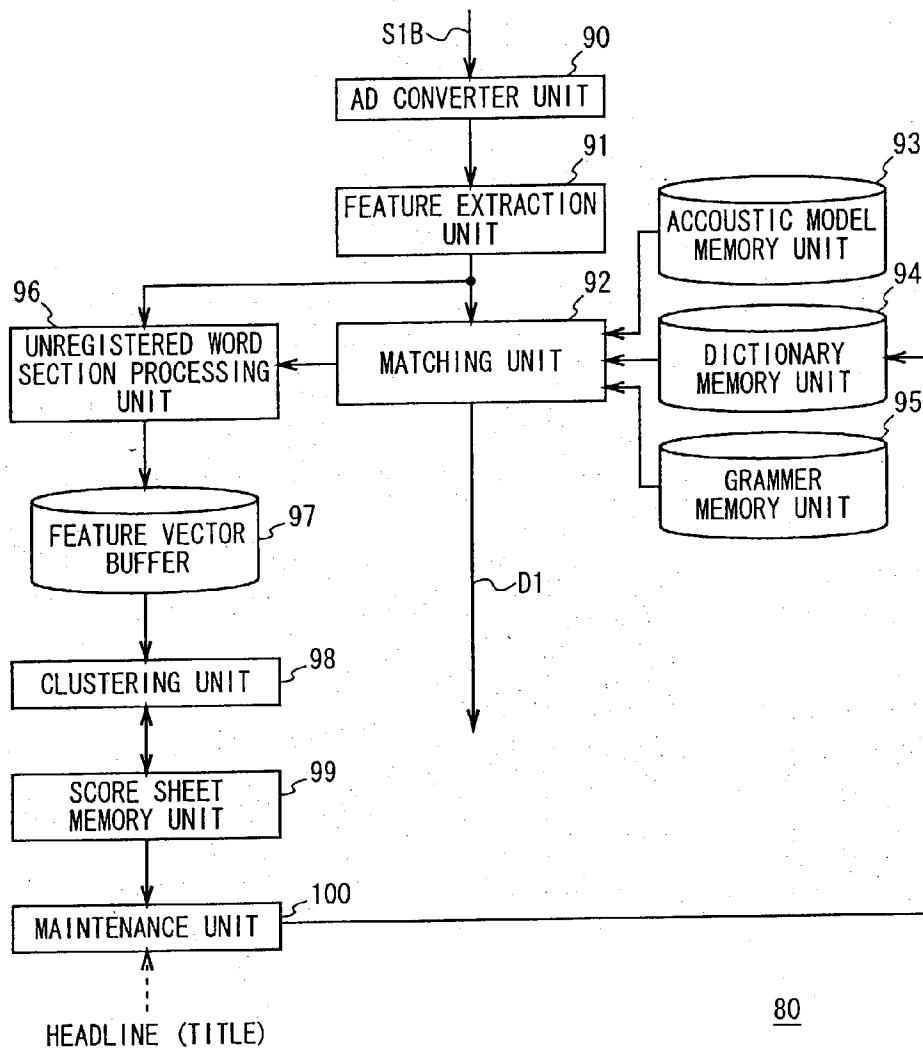 S1B
90
AD CONVERTER UNIT
91
FEATURE EXTRACTION
UNIT
93
ACCOUSTIC MODEL
MEMORY UNIT
96
92
94
UNREGISTERED WORD
SECTION PROCESSING
UNIT
MATCHING UNIT
DICTIONARY
MEMORY UNIT
95
GRAMMER
MEMORY UNIT
97
FEATURE VECTOR
BUFFER
D1
98
CLUSTERING UNIT
99
SCORE SHEET
MEMORY UNIT
100
MAINTENANCE UNIT
HEADLINE (TITLE)
80